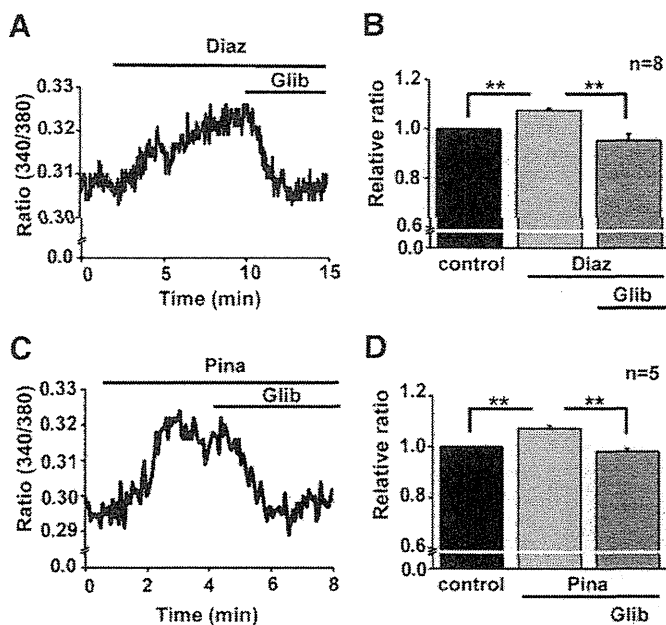 A
Diaz
Glib
Ratio (340/380)
0.33
0.32
0.31
0.30
0.0
0
5
10
15
Time (min)
B
n=8
Relative ratio
1.2
1.0
0.8
0.6
0.0
**
**
control
Diaz
Glib
C
Pina
Glib
Ratio (340/380)
0.33
0.32
0.31
0.30
0.29
0.0
0
2
4
6
8
Time (min)
D
n=5
Relative ratio
1.2
1.0
0.8
0.6
0.0
**
**
control
Pina
Glib